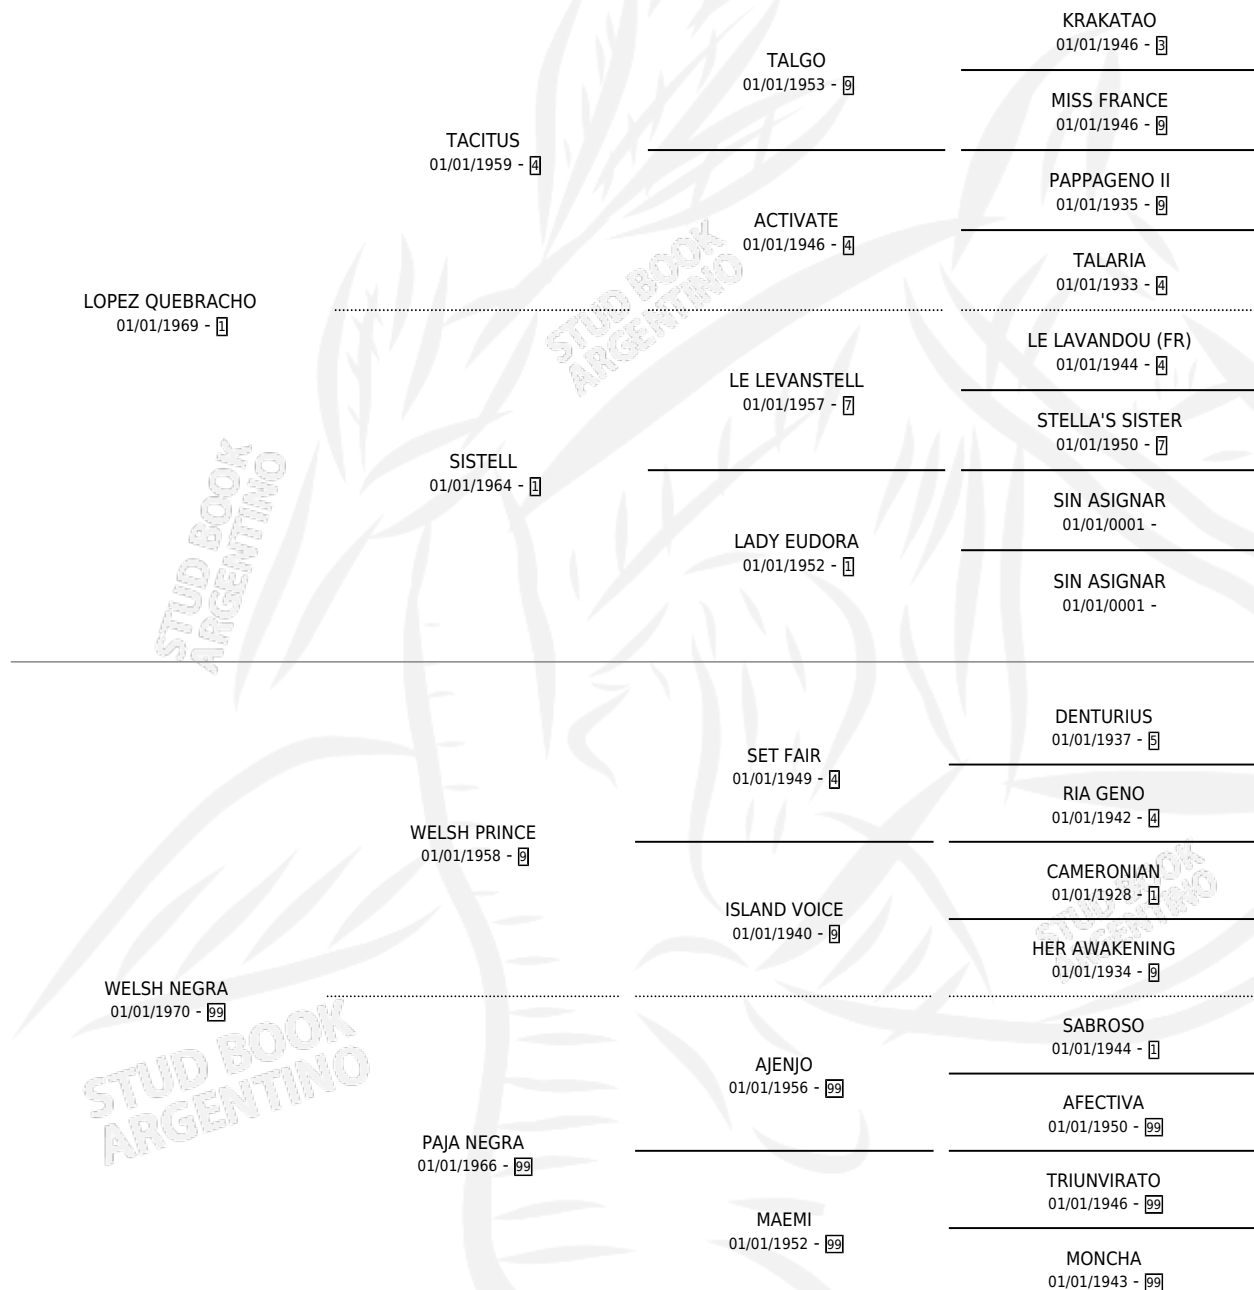 KRAKATAO
01/01/1946 - 3
TALGO
01/01/1953 - 9
MISS FRANCE
01/01/1946 - 9
TACITUS
01/01/1959 - 4
PAPPAGENO II
01/01/1935 - 9
ACTIVATE
01/01/1946 - 4
TALARIA
01/01/1933 - 4
LOPEZ QUEBRACHO
01/01/1969 - 1
LE LAVANDOU (FR)
01/01/1944 - 4
LE LEVANSTELL
01/01/1957 - 7
STELLA'S SISTER
01/01/1950 - 7
SISTELL
01/01/1964 - 1
SIN ASIGNAR
01/01/0001 -
LADY EUDORA
01/01/1952 - 1
SIN ASIGNAR
01/01/0001 -
DENTURIUS
01/01/1937 - 5
SET FAIR
01/01/1949 - 4
RIA GENO
01/01/1942 - 4
WELSH PRINCE
01/01/1958 - 9
CAMERONIAN
01/01/1928 - 1
ISLAND VOICE
01/01/1940 - 9
HER AWAKENING
01/01/1934 - 9
WELSH NEGRA
01/01/1970 - 99
SABROSO
01/01/1944 - 1
AJENJO
01/01/1956 - 99
AFECTIVA
01/01/1950 - 99
PAJA NEGRA
01/01/1966 - 99
TRIUNVIRATO
01/01/1946 - 99
MAEMI
01/01/1952 - 99
MONCHA
01/01/1943 - 99
STUD BOOK
ARGENTINO
STUD BOOK
ARGENTINO
STUD BOOK
ARGENTINO
STUD BOOK
ARGENTINO